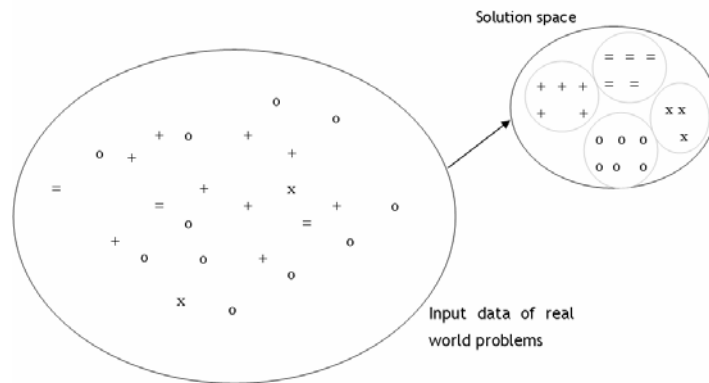 Solution space
= = =
+ + +
= =
x x
+ +
x
o o o
o o o
o
o
+ o +
o
+
+
= + x
= + + o
o =
+ o
o o +
o
x
o
Input data of real
world problems